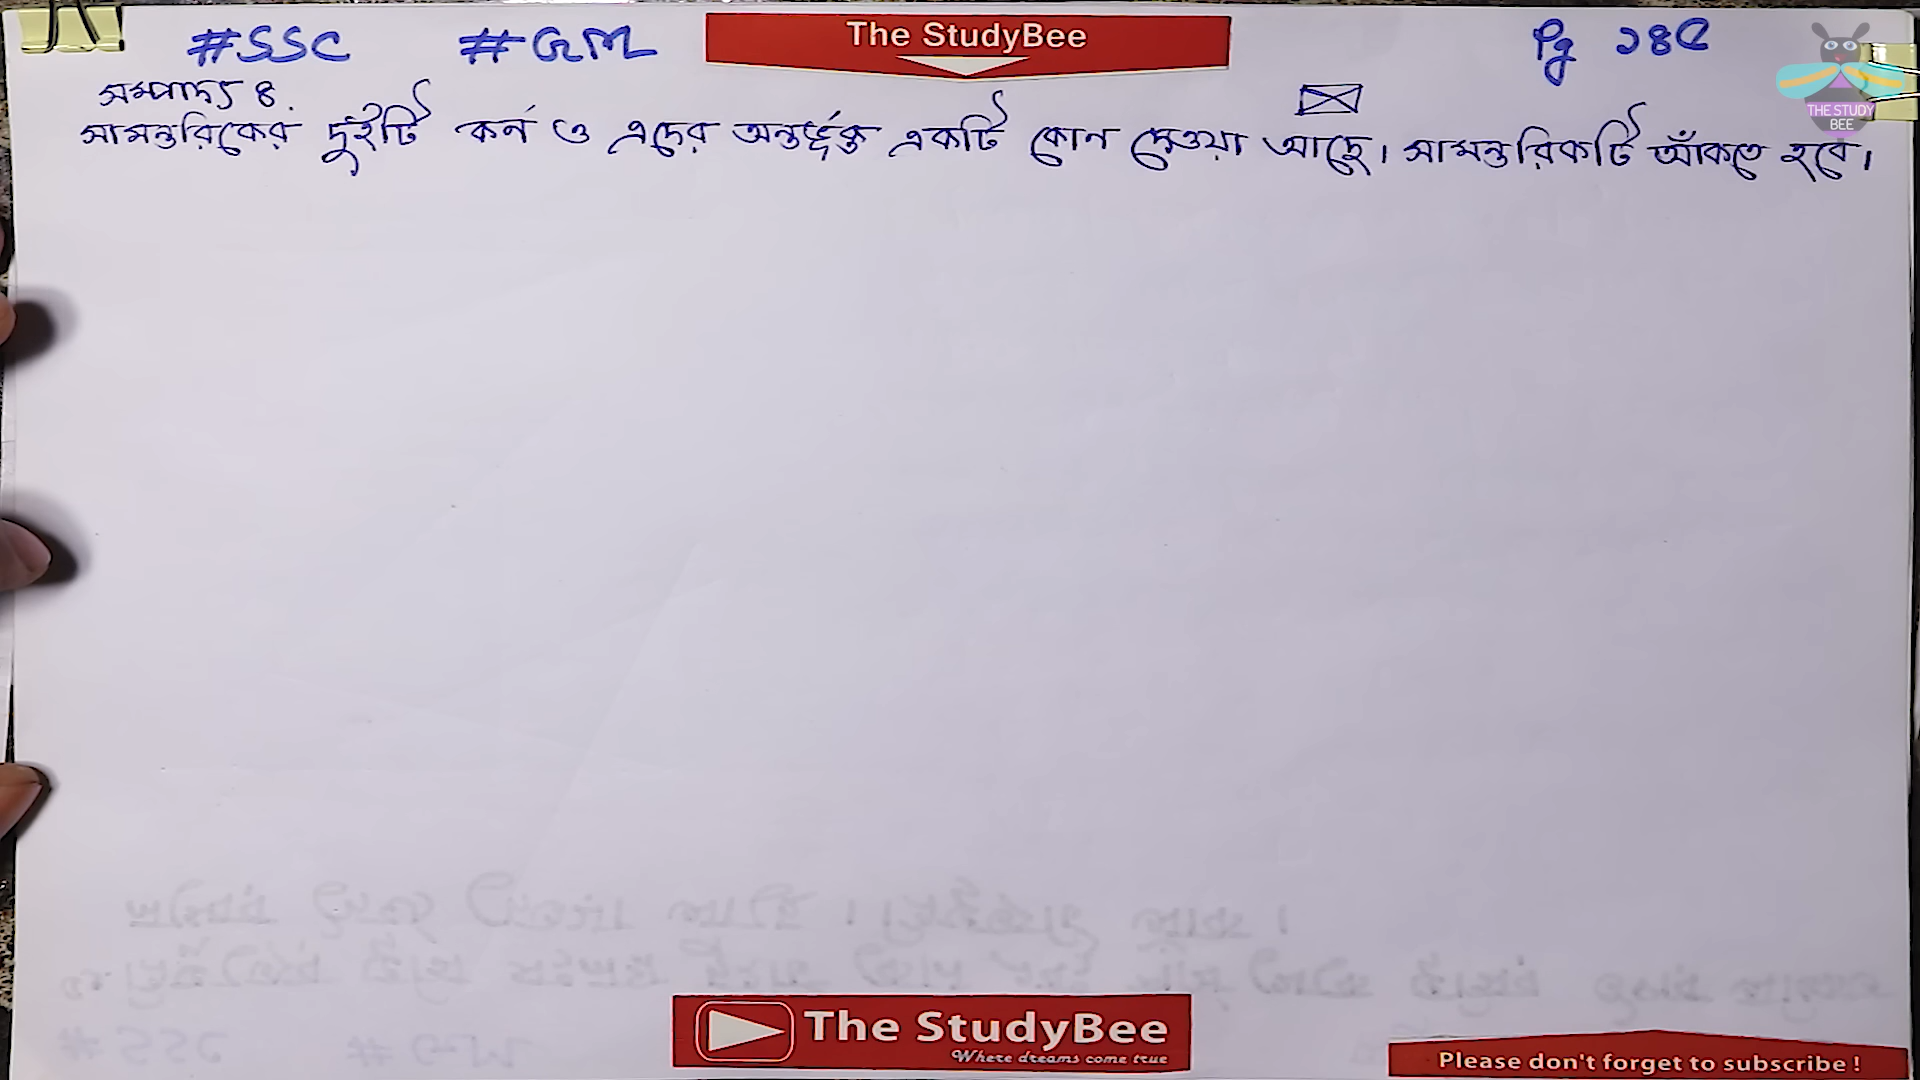 #SSC #GM The StudyBee Pg ১৪৫
THE STUDY
BEE
সম্পাদ্য ৪.
সামন্তরিকের দুইটি কর্ন ও এদের অন্তর্ভুক্ত একটি কোন দেওয়া আছে। সামন্তরিকটি আঁকতে হবে।
The StudyBee
Where dreams come true
Please don't forget to subscribe !